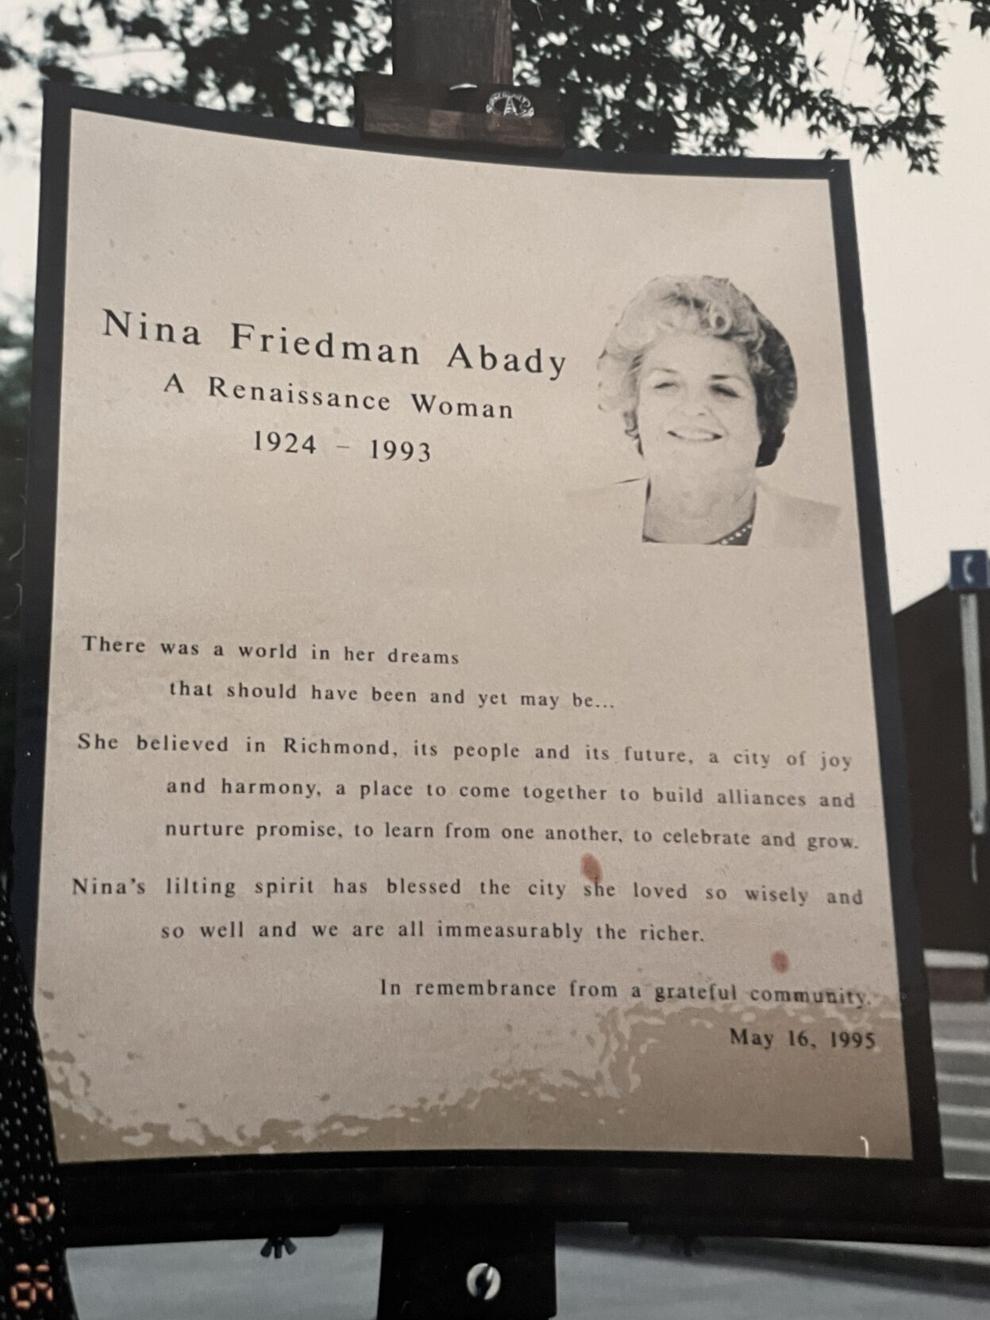 Nina Friedman Abady
A Renaissance Woman
1924 – 1993
There was a world in her dreams
that should have been and yet may be...
She believed in Richmond, its people and its future, a city of joy
and harmony, a place to come together to build alliances and
nurture promise, to learn from one another, to celebrate and grow.
Nina's lilting spirit has blessed the city she loved so wisely and
so well and we are all immeasurably the richer.
In remembrance from a grateful community.
May 16, 1995